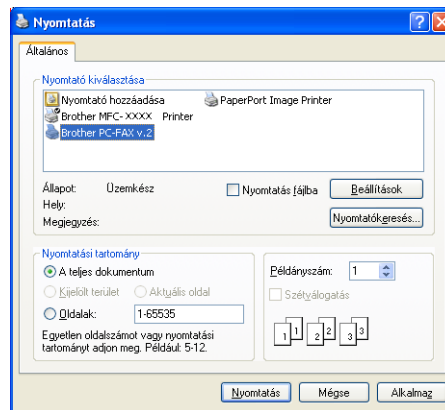 Nyomtatás
Általános
Nyomtató kiválasztása
Nyomtató hozzáadása
PaperPort Image Printer
Brother MFC-XXXX Printer
Brother PC-FAX v.2
Állapot: Üzemkész
Nyomtatás fájlba
Beállítások
Hely:
Megjegyzés:
Nyomtatókeresés...
Nyomtatási tartomány
A teljes dokumentum
Példányszám: 1
Kijelölt terület
Aktuális oldal
Szétválogatás
Oldalak: 1-65535
Egyetlen oldalszámot vagy nyomtatási
tartományt adjon meg. Például: 5-12.
1 1 2 2 3 3
Nyomtatás
Mégse
Alkalmaz